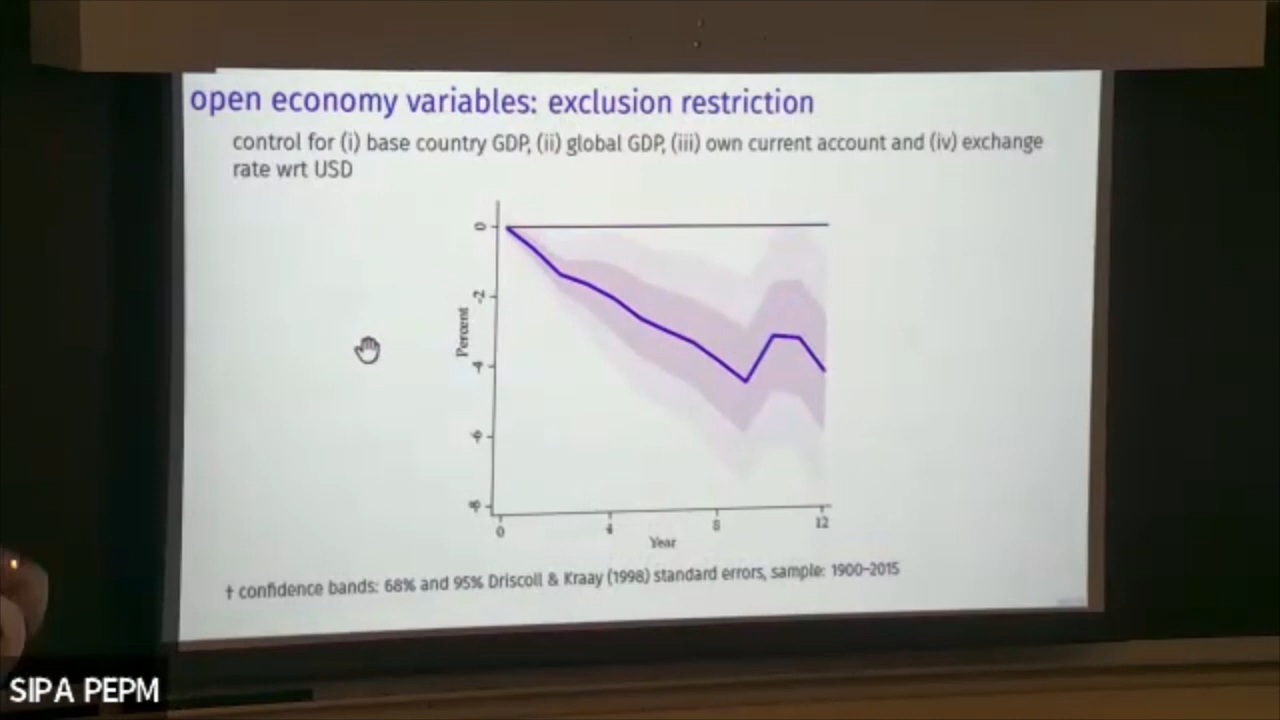 open economy variables: exclusion restriction
control for (i) base country GDP, (ii) global GDP, (iii) own current account and (iv) exchange
rate wrt USD
0
-2
-4
-6
-8
Percent
0
4
8
12
Year
† confidence bands: 68% and 95% Driscoll & Kraay (1998) standard errors, sample: 1900–2015
SIPA PEPM